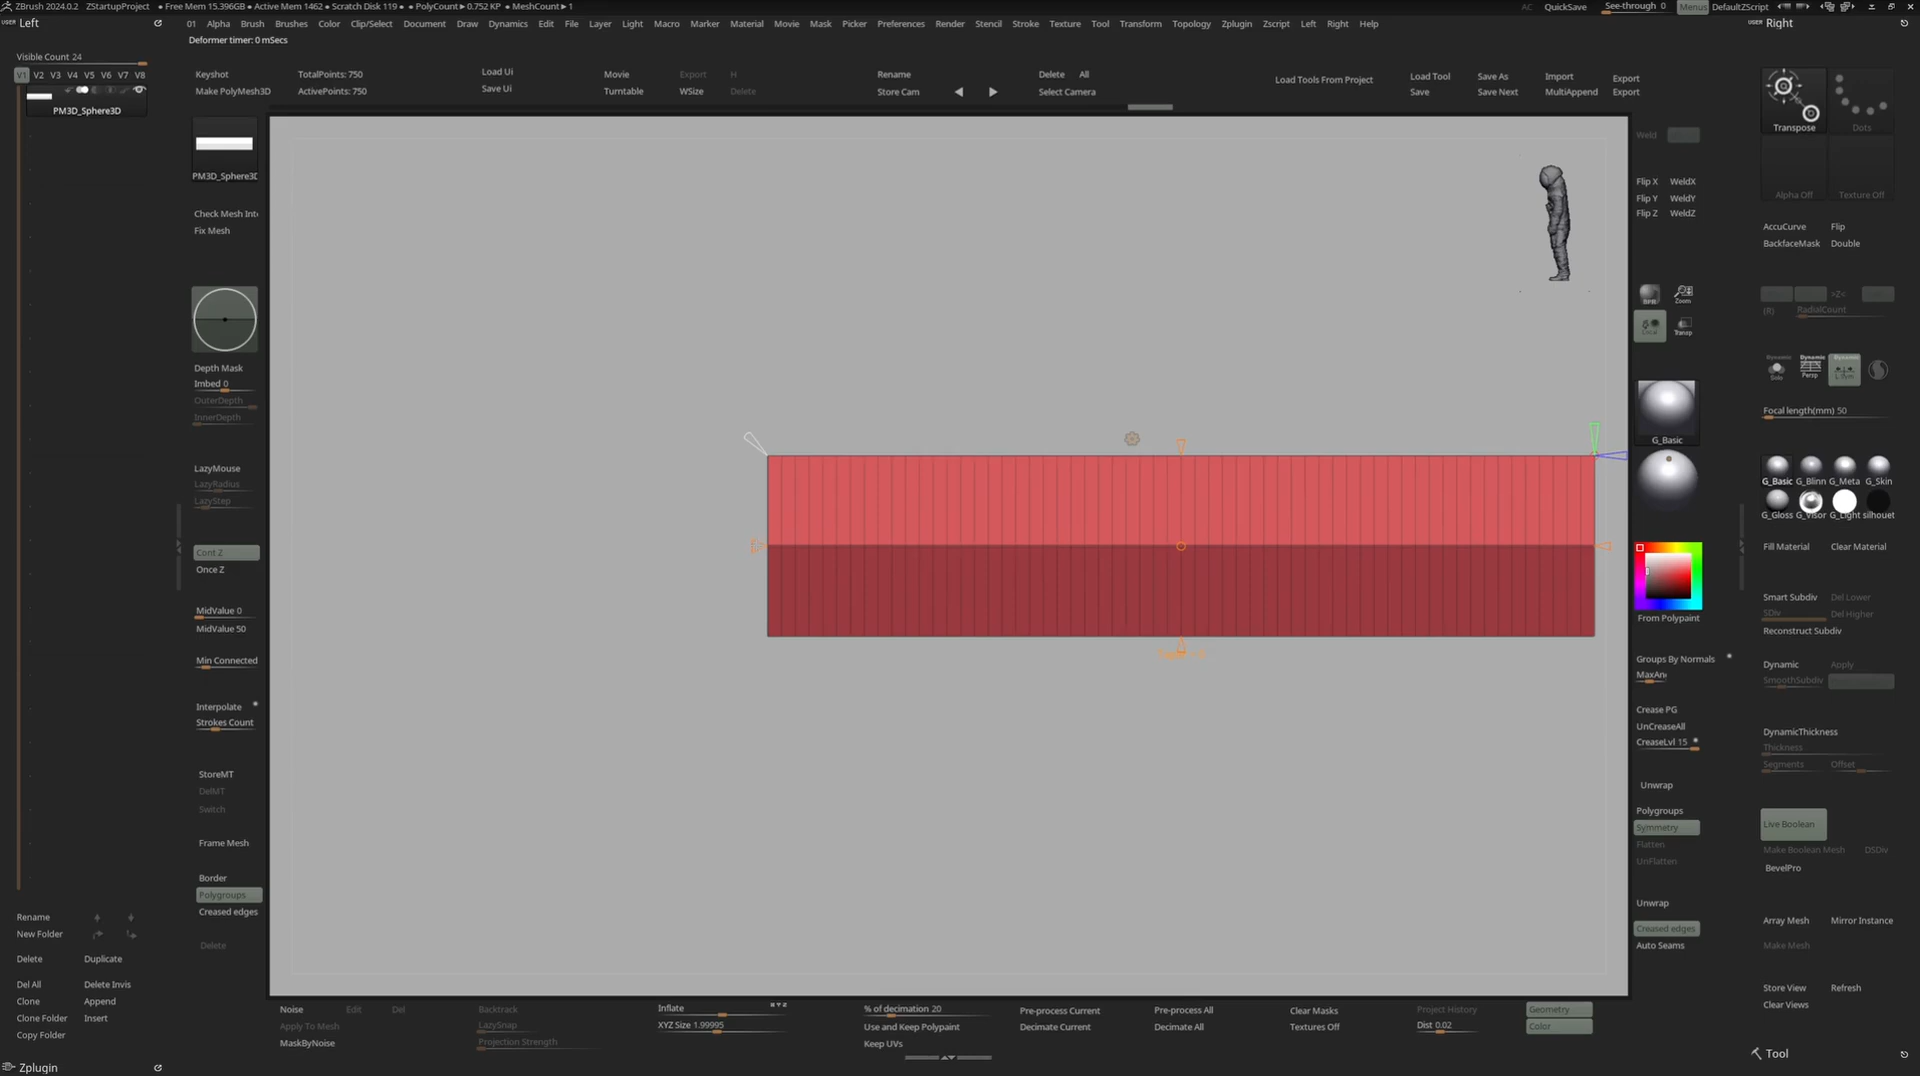 ZBrush 2024.0.2   ZStartupProject   • Free Mem 15.396GB • Active Mem 1462 • Scratch Disk 119 •  • PolyCount▸ 0.752 KP  • MeshCount▸ 1
AC QuickSave See-through 0 Menus DefaultZScript
USER Left
01 Alpha Brush Brushes Clip/Select Color Document Draw Dynamics Edit File Layer Light Macro Marker Material Mask Movie Picker Preferences Render Stencil Stroke Texture Tool Transform Topology Zplugin Zscript Left Right Help
USER Right
Deformer timer: 0 mSecs
Visible Count 24
V1 V2 V3 V4 V5 V6 V7 V8
PM3D_Sphere3D
Keyshot
Make PolyMesh3D
TotalPoints: 750
ActivePoints: 750
Load Ui
Save Ui
Movie
Turntable
Export H
WSize Delete
Rename
Store Cam
Delete All
Select Camera
Load Tools From Project
Load Tool
Save
Save As
Save Next
Import
MultiAppend
Export
Export
PM3D_Sphere3D
Check Mesh Int
Fix Mesh
Depth Mask
Imbed 0
OuterDepth
InnerDepth
LazyMouse
LazyRadius
LazyStep
Cont Z
Once Z
MidValue 0
MidValue 50
Min Connected
Interpolate
Strokes Count
StoreMT
DelMT
Switch
Frame Mesh
Border
Polygroups
Creased edges
Delete
Rename
New Folder
Delete Duplicate
Del All Delete Invis
Clone Append
Clone Folder Insert
Copy Folder
Zplugin
Noise Edit Del
Apply To Mesh
MaskByNoise
Backtrack
LazySnap
Projection Strength
Inflate
XYZ Size 1.99995
% of decimation 20
Use and Keep Polypaint
Keep UVs
Pre-process Current
Decimate Current
Pre-process All
Decimate All
Clear Masks
Textures Off
Project History
Dist 0.02
Geometry
Color
Weld
Flip X WeldX
Flip Y WeldY
Flip Z WeldZ
BPR Zoom
Local Transp
G_Basic
From Polypaint
Groups By Normals
MaxAn
Crease PG
UnCreaseAll
CreaseLvl 15
Unwrap
Polygroups
Symmetry
Flatten
UnFlatten
Unwrap
Creased edges
Auto Seams
Transpose Dots
Alpha Off Texture Off
AccuCurve Flip
BackfaceMask Double
>Z<
(R) RadialCount
Dynamic Dynamic Dynamic
Solo Persp L.Sym
Focal length(mm) 50
G_Basic G_Blinn G_Meta G_Skin
G_Gloss G_Visor G_Light silhouet
Fill Material Clear Material
Smart Subdiv Del Lower
SDiv Del Higher
Reconstruct Subdiv
Dynamic Apply
SmoothSubdiv
DynamicThickness
Thickness
Segments Offset
Live Boolean
Make Boolean Mesh DSDiv
BevelPro
Array Mesh Mirror Instance
Make Mesh
Store View Refresh
Clear Views
Tool